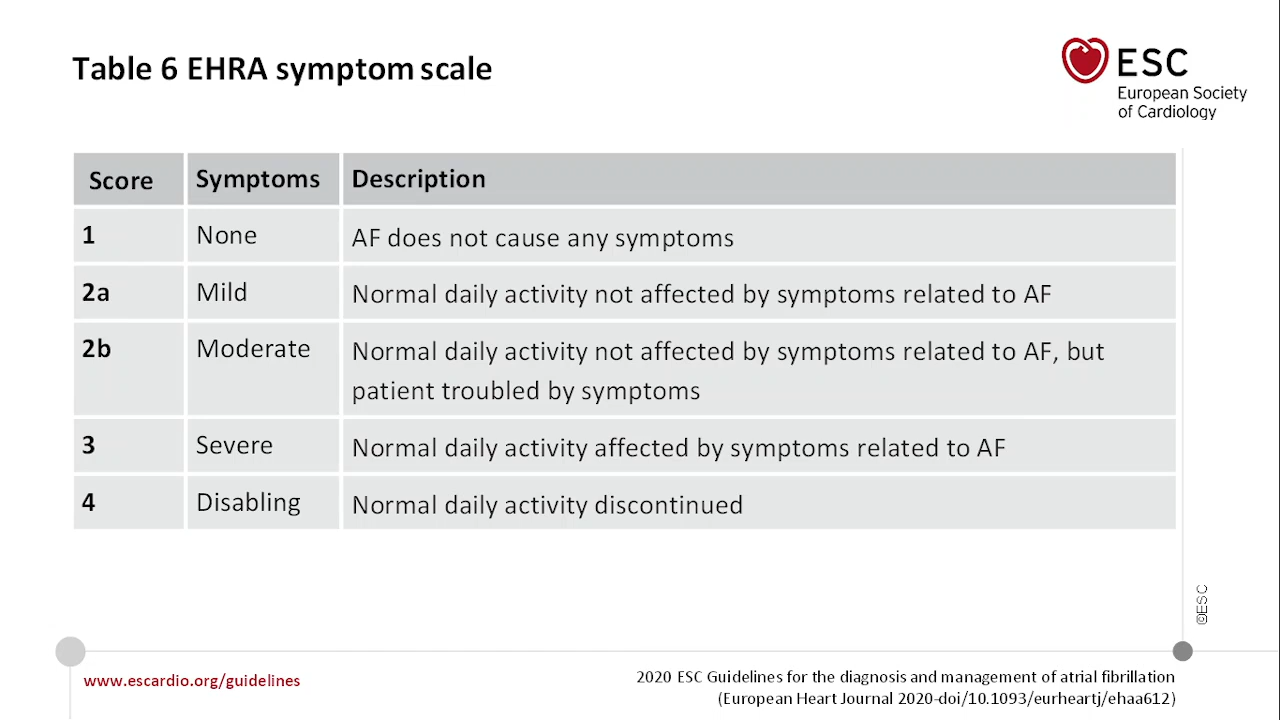 Table 6 EHRA symptom scale
ESC
European Society
of Cardiology
Score Symptoms Description
1 None AF does not cause any symptoms
2a Mild Normal daily activity not affected by symptoms related to AF
2b Moderate Normal daily activity not affected by symptoms related to AF, but
patient troubled by symptoms
3 Severe Normal daily activity affected by symptoms related to AF
4 Disabling Normal daily activity discontinued
©ESC
www.escardio.org/guidelines
2020 ESC Guidelines for the diagnosis and management of atrial fibrillation
(European Heart Journal 2020-doi/10.1093/eurheartj/ehaa612)